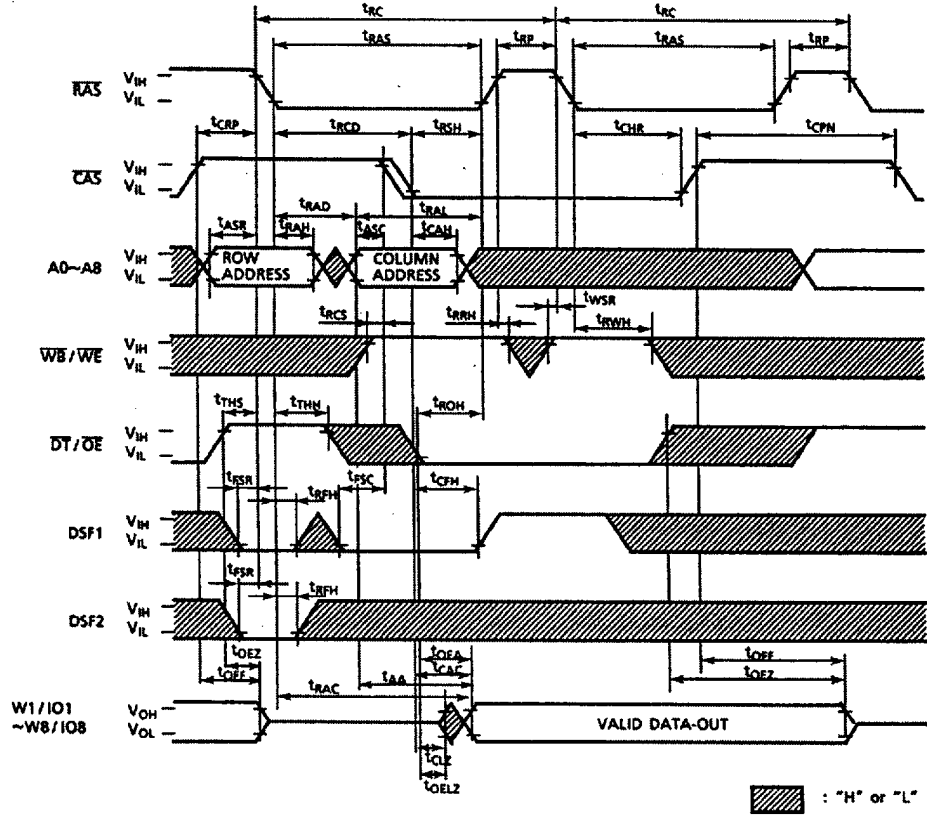 tRC tRC
tRAS tRP tRAS tRP
RAS VIH
VIL
tCRP tRCD tRSH tCHR tCPN
CAS VIH
VIL
tRAD tRAL
tASR tRAH tASC tCAH
A0~A8 VIH
VIL
ROW ADDRESS
COLUMN ADDRESS
tWSR
tRCS tRRH tRWH
WB/WE VIH
VIL
tTHS tTHH tROH
DT/OE VIH
VIL
tFSR tRFH tFSC tCFH
DSF1 VIH
VIL
tFSR tRFH
DSF2 VIH
VIL
tOEZ tOEA tOFF
tOFF tCAC tOEZ
tAA
tRAC
W1/IO1
~W8/IO8
VOH
VOL
VALID DATA-OUT
tCLZ
tOELZ
: "H" or "L"